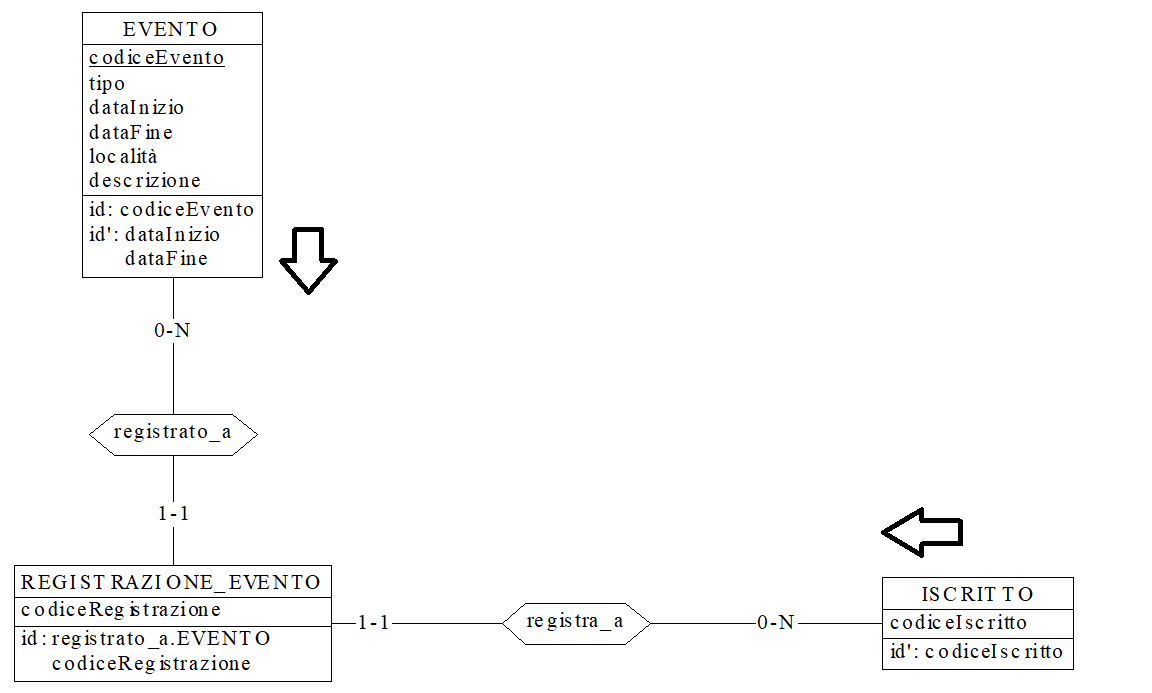 EVENTO
codiceEvento
tipo
dataInizio
dataFine
località
descrizione
id: codiceEvento
id': dataInizio
dataFine
0-N
registrato_a
1-1
REGISTRAZIONE_EVENTO
codiceRegistrazione
id: registrato_a.EVENTO
codiceRegistrazione
1-1
registra_a
0-N
ISCRITTO
codiceIscritto
id': codiceIscritto